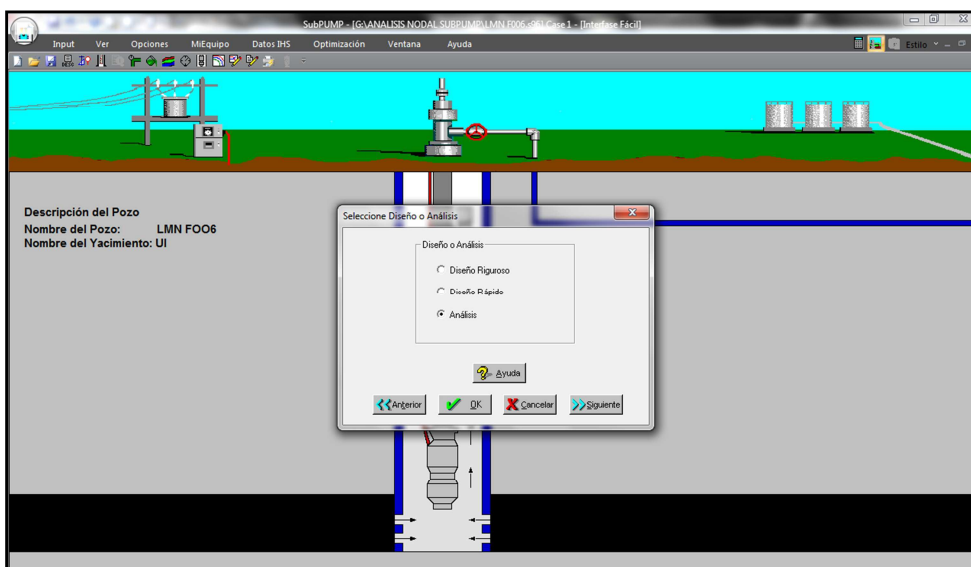 SubPUMP - [G:\ANALISIS NODAL SUBPUMP\LMN F006.s96] Case 1 - [Interfase Fácil]
Input Ver Opciones MiEquipo Datos IHS Optimización Ventana Ayuda Estilo
Descripción del Pozo
Nombre del Pozo: LMN FOO6
Nombre del Yacimiento: UI
Seleccione Diseño o Análisis
Diseño o Análisis
Diseño Riguroso
Diseño Rápido
Análisis
Ayuda
Anterior OK Cancelar Siguiente